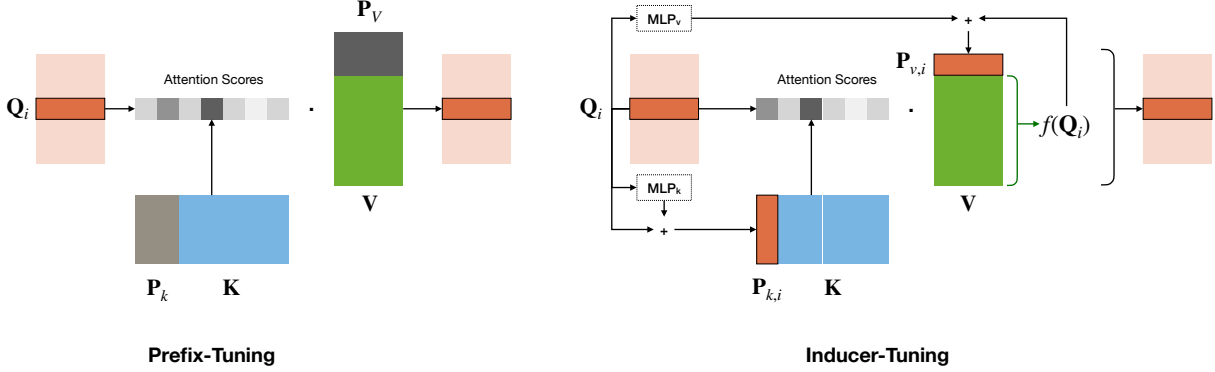 P_V
Attention Scores
Q_i
.
V
P_k
K
Prefix-Tuning
MLP_v
+
P_{v,i}
Attention Scores
Q_i
.
f(Q_i)
MLP_k
V
+
P_{k,i}
K
Inducer-Tuning